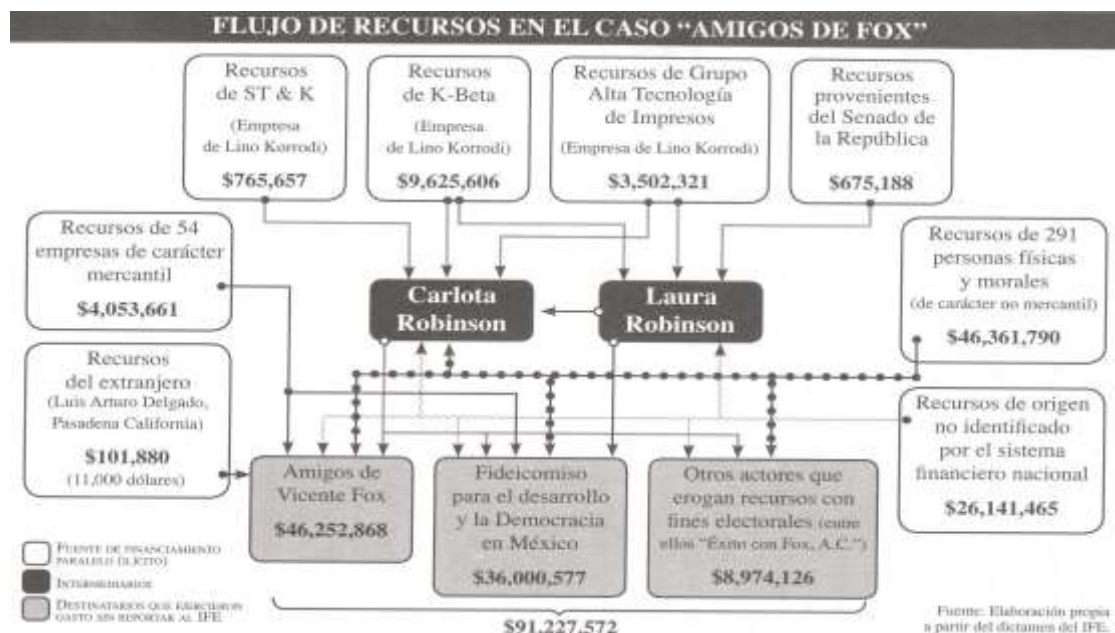 FLUJO DE RECURSOS EN EL CASO “AMIGOS DE FOX”
Recursos
de ST & K
(Empresa
de Lino Korrodi)
$765,657
Recursos
de K-Beta
(Empresa
de Lino Korrodi)
$9,625,606
Recursos de Grupo
Alta Tecnología
de Impresos
(Empresa de Lino Korrodi)
$3,502,321
Recursos
provenientes
del Senado de
la República
$675,188
Recursos de 54
empresas de carácter
mercantil
$4,053,661
Carlota
Robinson
Laura
Robinson
Recursos de 291
personas físicas
y morales
(de carácter no mercantil)
$46,361,790
Recursos
del extranjero
(Luis Arturo Delgado,
Pasadena California)
$101,880
(11,000 dólares)
Recursos de origen
no identificado
por el sistema
financiero nacional
$26,141,465
Amigos de
Vicente Fox
$46,252,868
Fideicomiso
para el desarrollo
y la Democracia
en México
$36,000,577
Otros actores que
erogan recursos con
fines electorales (entre
ellos “Éxito con Fox, A.C.”)
$8,974,126
FUENTE DE FINANCIAMIENTO
PARALELO (ILÍCITO)
INTERMEDIARIOS
DESTINATARIOS QUE EJERCIERON
GASTO SIN REPORTAR AL IFE
$91,227,572
Fuente: Elaboración propia
a partir del dictamen del IFE.